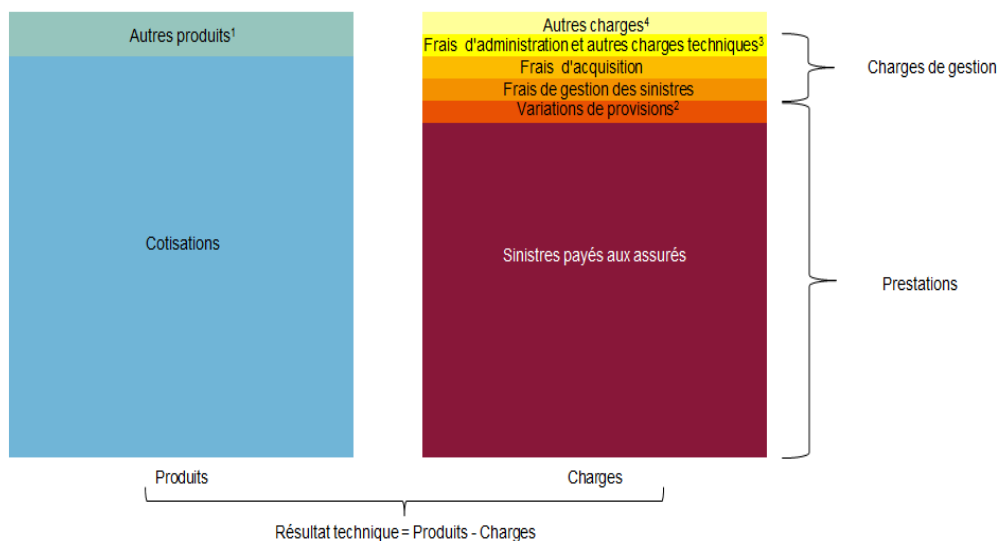 Autres produits¹
Cotisations
Autres charges⁴
Frais d'administration et autres charges techniques³
Frais d'acquisition
Frais de gestion des sinistres
Variations de provisions²
Sinistres payés aux assurés
Charges de gestion
Prestations
Produits
Charges
Résultat technique = Produits - Charges